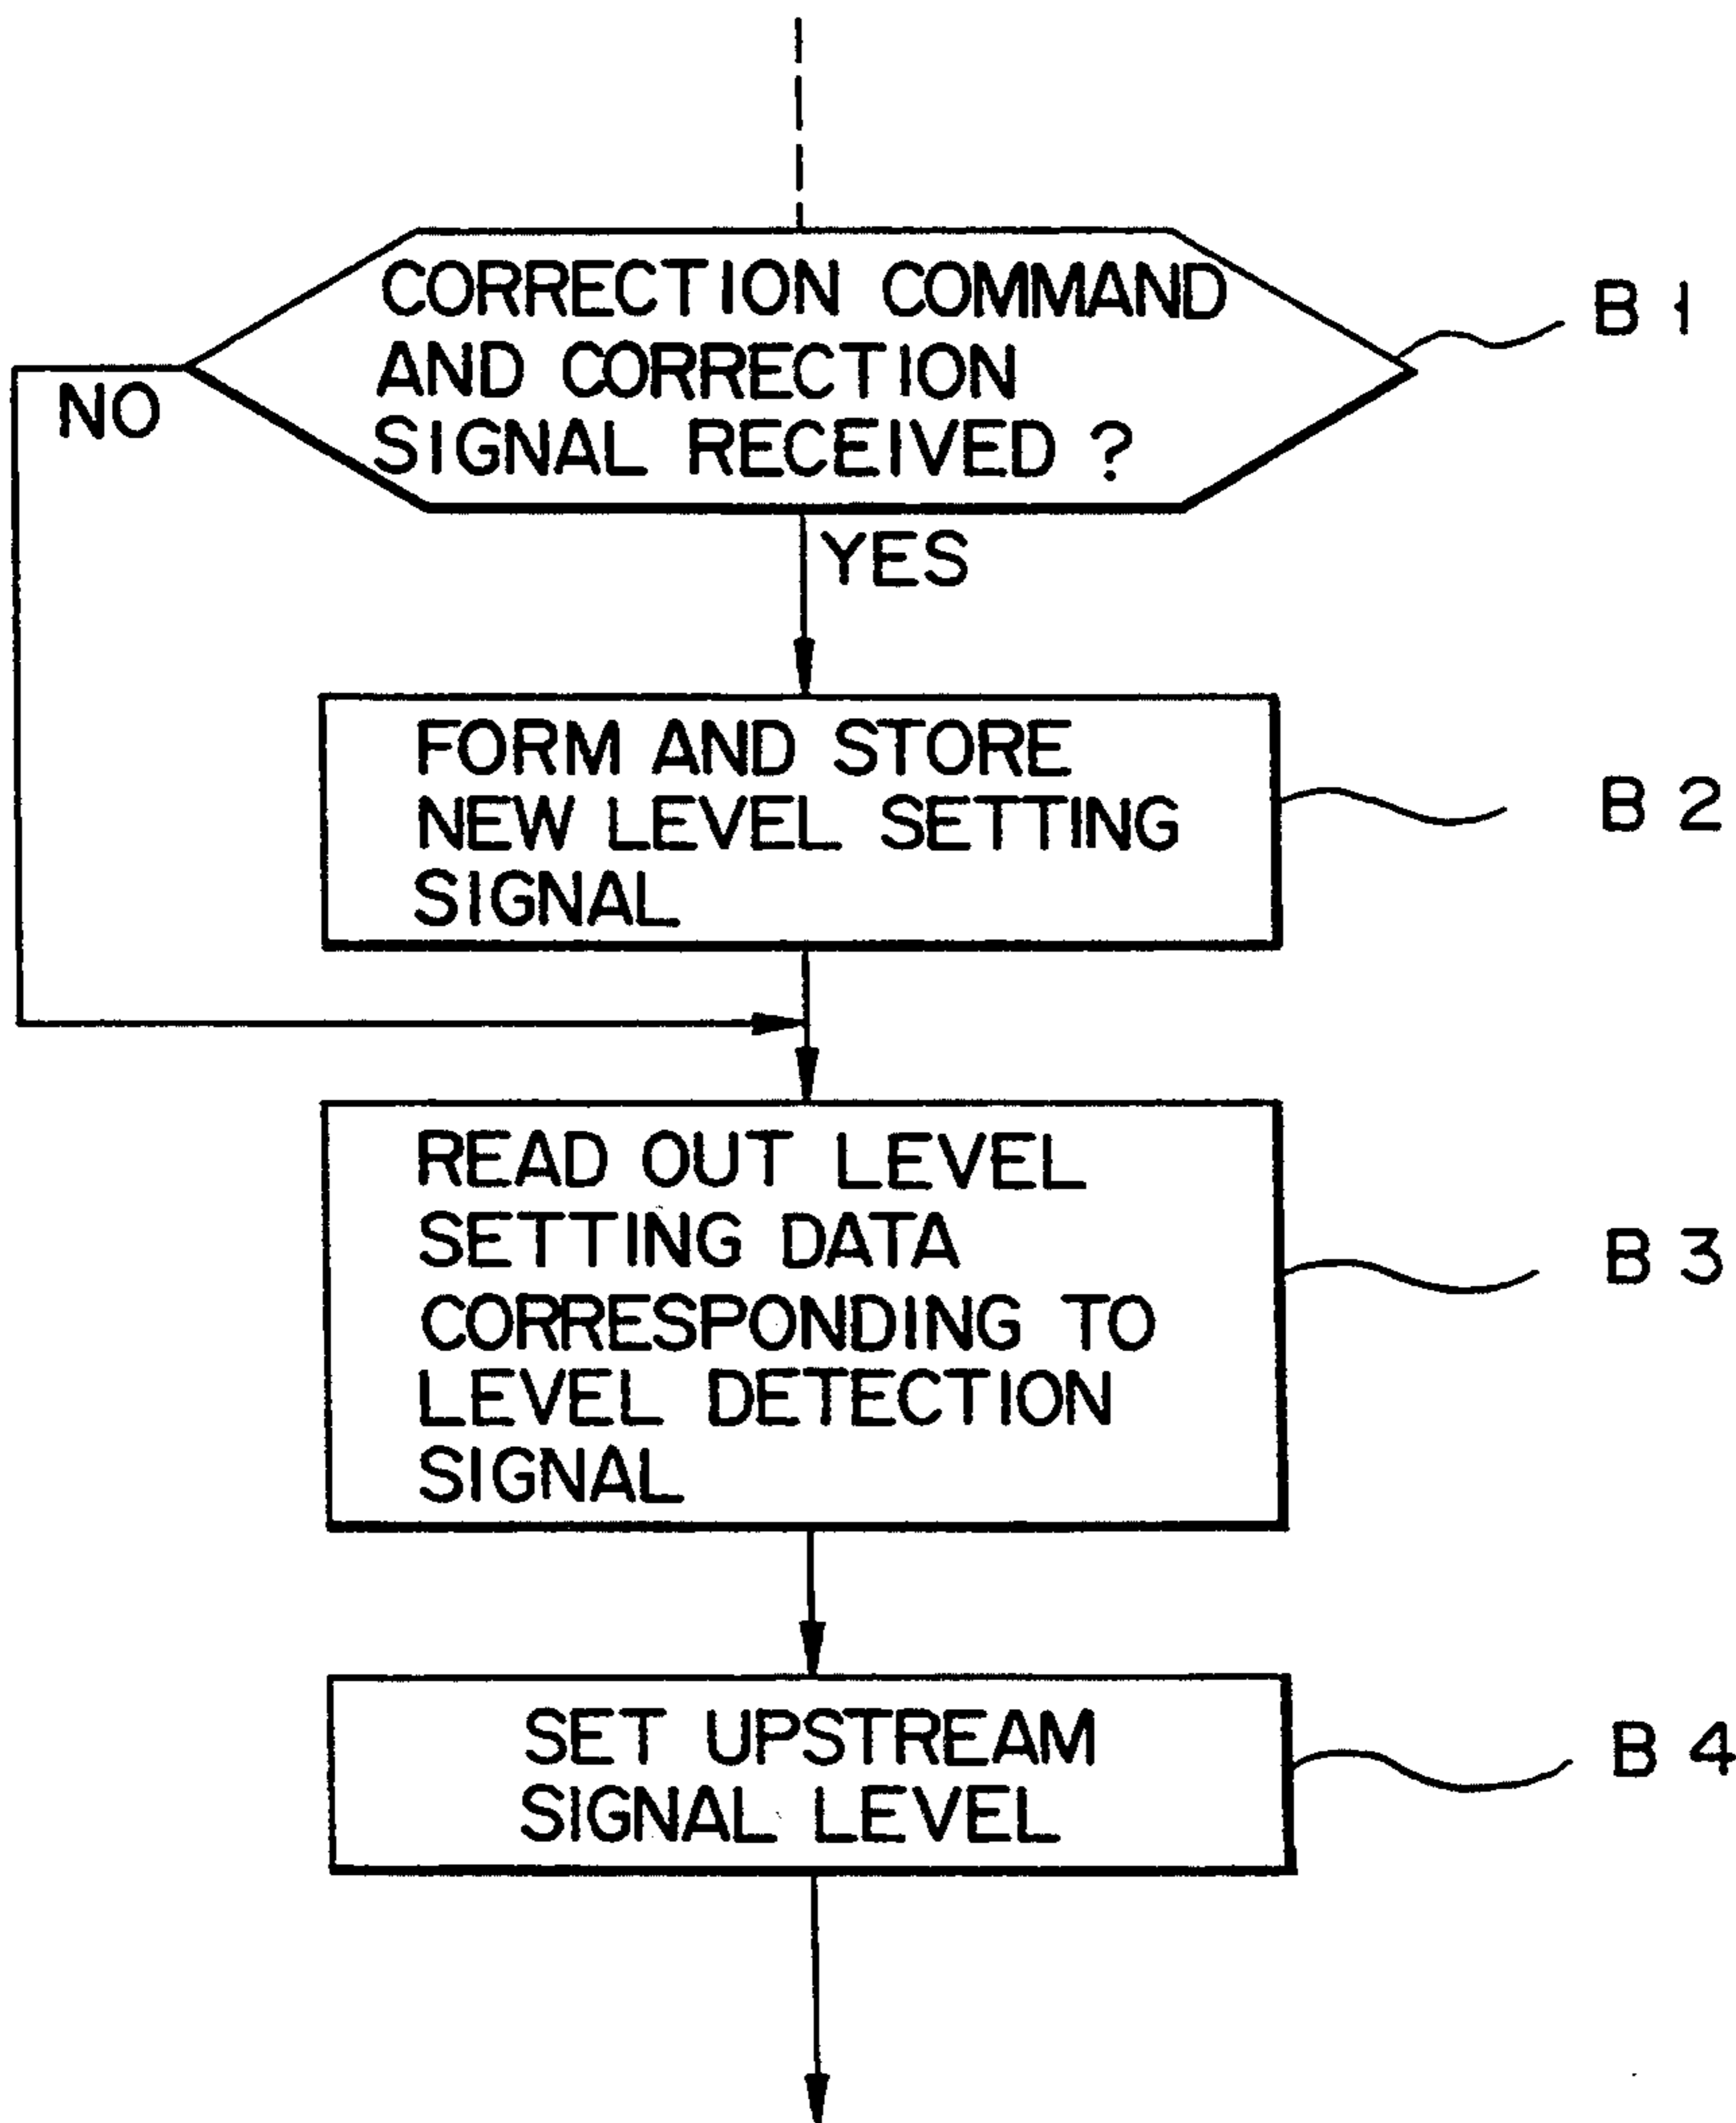 CORRECTION COMMAND
AND CORRECTION
SIGNAL RECEIVED ?
B 1
NO
YES
FORM AND STORE
NEW LEVEL SETTING
SIGNAL
B 2
READ OUT LEVEL
SETTING DATA
CORRESPONDING TO
LEVEL DETECTION
SIGNAL
B 3
SET UPSTREAM
SIGNAL LEVEL
B 4